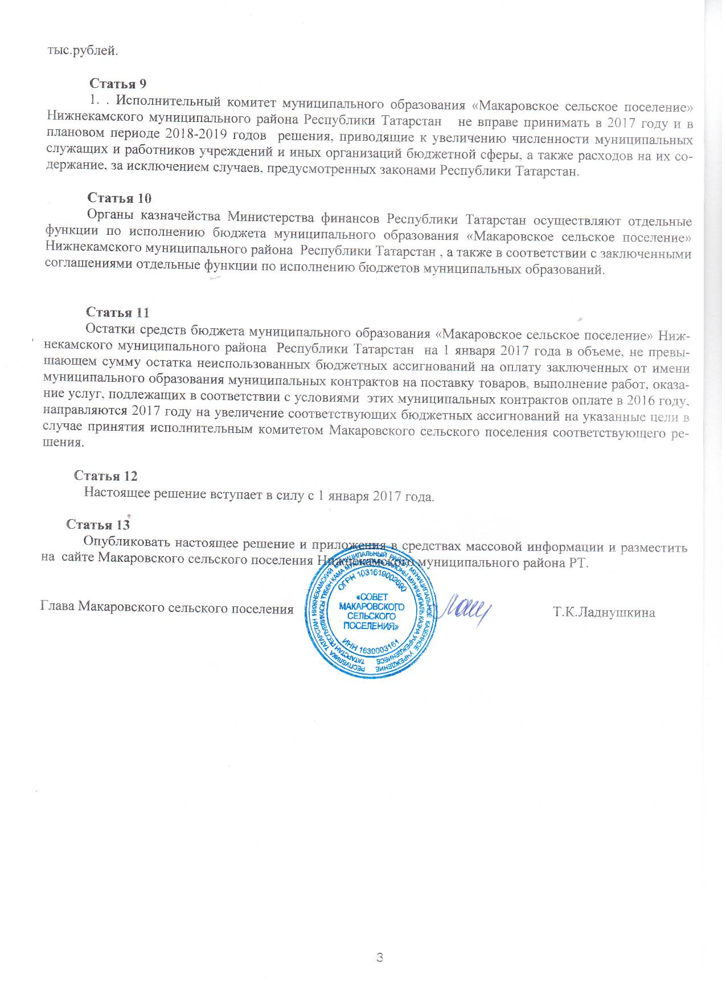 тыс.рублей.
Статья 9
1. . Исполнительный комитет муниципального образования «Макаровское сельское поселение»
Нижнекамского муниципального района Республики Татарстан не вправе принимать в 2017 году и в
плановом периоде 2018-2019 годов решения, приводящие к увеличению численности муниципальных
служащих и работников учреждений и иных организаций бюджетной сферы, а также расходов на их со-
держание, за исключением случаев, предусмотренных законами Республики Татарстан.
Статья 10
Органы казначейства Министерства финансов Республики Татарстан осуществляют отдельные
функции по исполнению бюджета муниципального образования «Макаровское сельское поселение»
Нижнекамского муниципального района Республики Татарстан , а также в соответствии с заключенными
соглашениями отдельные функции по исполнению бюджетов муниципальных образований.
Статья 11
Остатки средств бюджета муниципального образования «Макаровское сельское поселение» Ниж-
некамского муниципального района Республики Татарстан на 1 января 2017 года в объеме, не превы-
шающем сумму остатка неиспользованных бюджетных ассигнований на оплату заключенных от имени
муниципального образования муниципальных контрактов на поставку товаров, выполнение работ, оказа-
ние услуг, подлежащих в соответствии с условиями этих муниципальных контрактов оплате в 2016 году,
направляются 2017 году на увеличение соответствующих бюджетных ассигнований на указанные цели в
случае принятия исполнительным комитетом Макаровского сельского поселения соответствующего ре-
шения.
Статья 12
Настоящее решение вступает в силу с 1 января 2017 года.
Статья 13
Опубликовать настоящее решение и приложения в средствах массовой информации и разместить
на сайте Макаровского сельского поселения Нижнекамского муниципального района РТ.
Глава Макаровского сельского поселения
Т.К.Ладнушкина
РЕСПУБЛИКА ТАТАРСТАН НИЖНЕКАМСКИЙ МУНИЦИПАЛЬНЫЙ РАЙОН МУНИЦИПАЛЬНОЕ КАЗЕННОЕ УЧРЕЖДЕНИЕ
ТАТАРСТАН РЕСПУБЛИКАСЫ ТҮБӘН КАМА МУНИЦИПАЛЬ РАЙОНЫ МУНИЦИПАЛЬ КАЗНА УЧРЕЖДЕНИЕСЕ
ОГРН 1031619002690
«СОВЕТ
МАКАРОВСКОГО
СЕЛЬСКОГО
ПОСЕЛЕНИЯ»
ИНН 1630003161
3